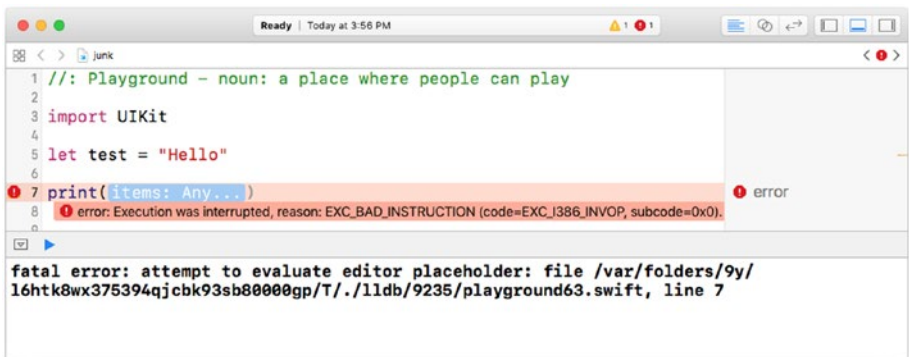 Ready | Today at 3:56 PM 1 1
junk
1 //: Playground – noun: a place where people can play
2
3 import UIKit
4
5 let test = "Hello"
6
7 print(items: Any...) error
8 error: Execution was interrupted, reason: EXC_BAD_INSTRUCTION (code=EXC_I386_INVOP, subcode=0x0).
9
fatal error: attempt to evaluate editor placeholder: file /var/folders/9y/
l6htk8wx375394qjcbk93sb80000gp/T/./lldb/9235/playground63.swift, line 7